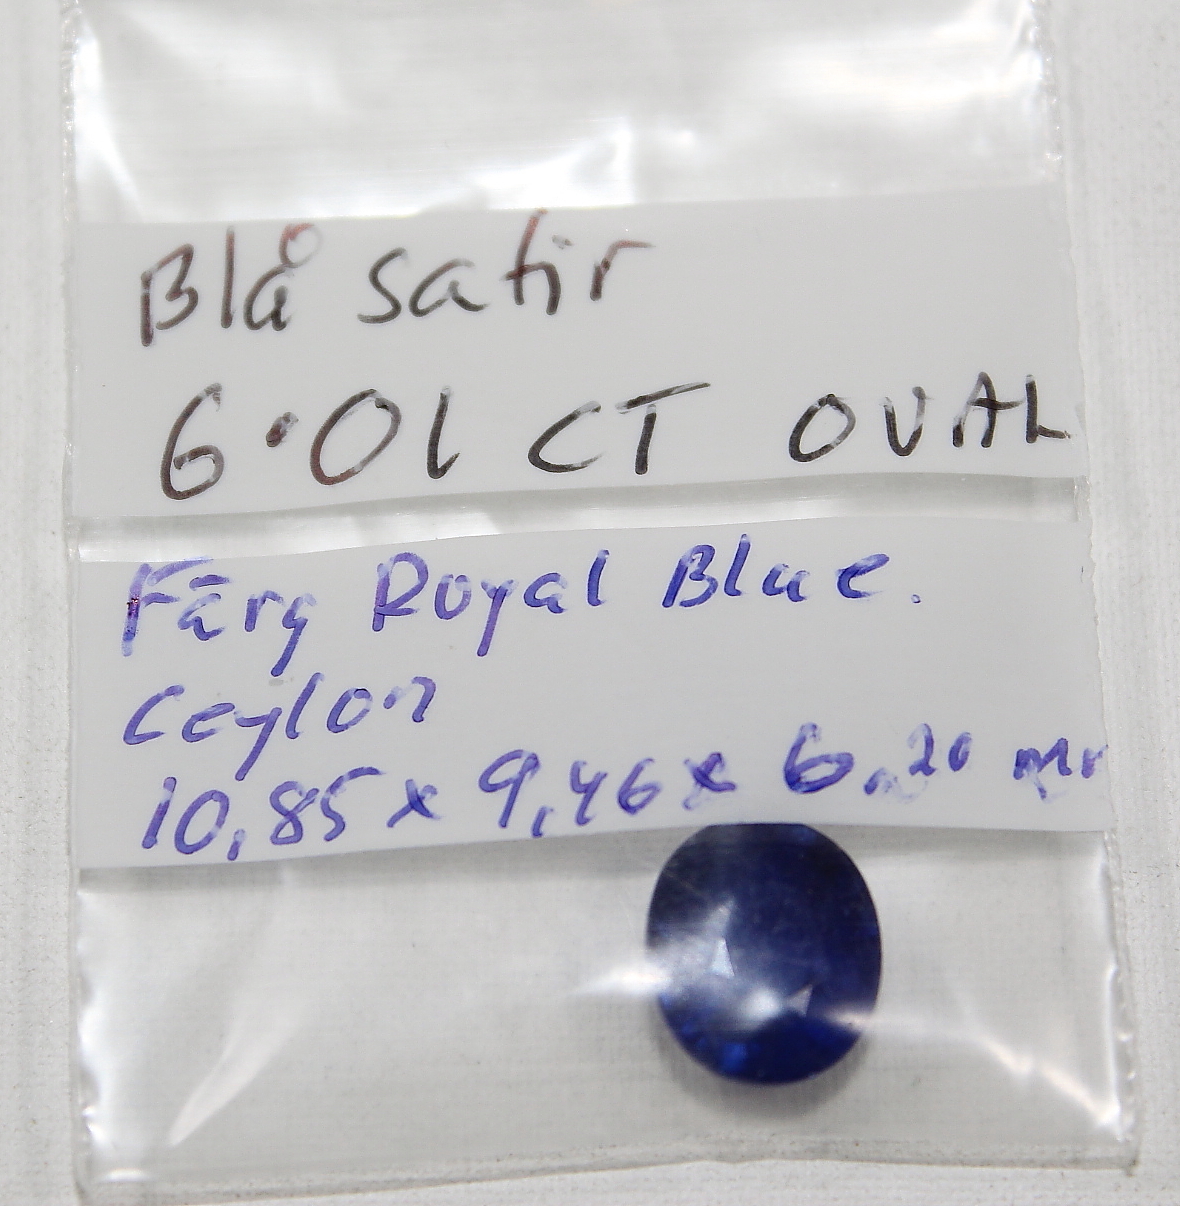 Blå safir
6.01 CT OVAL
Färg Royal Blue.
Ceylon
10,85 x 9,46 x 6,20 mm